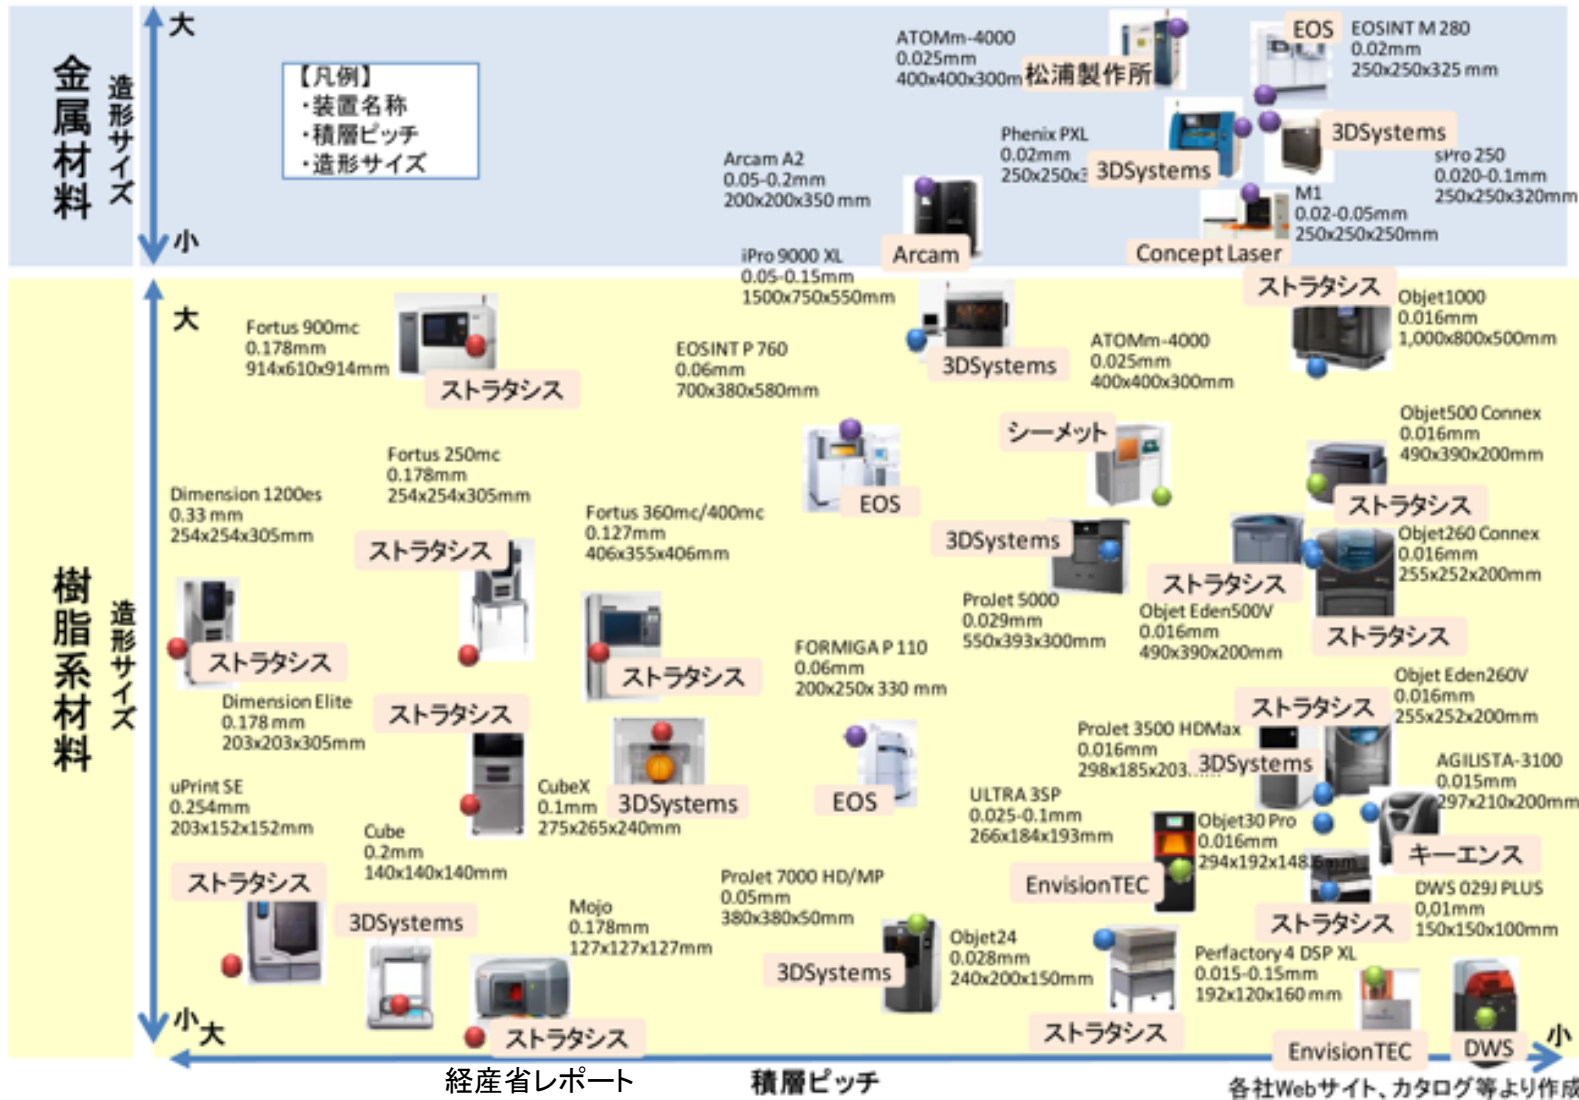 金属材料
造形サイズ
大
小
【凡例】
・装置名称
・積層ピッチ
・造形サイズ
ATOMm-4000
0.025mm
400x400x300m
松浦製作所
EOS
EOSINT M 280
0.02mm
250x250x325 mm
Phenix PXL
0.02mm
250x250x3
3DSystems
3DSystems
sPro 250
0.020-0.1mm
250x250x320mm
Arcam A2
0.05-0.2mm
200x200x350 mm
Arcam
M1
0.02-0.05mm
250x250x250mm
Concept Laser
樹脂系材料
造形サイズ
大
小
iPro 9000 XL
0.05-0.15mm
1500x750x550mm
3DSystems
ストラタシス
Objet1000
0.016mm
1,000x800x500mm
Fortus 900mc
0.178mm
914x610x914mm
ストラタシス
EOSINT P 760
0.06mm
700x380x580mm
EOS
ATOMm-4000
0.025mm
400x400x300mm
シーメット
Objet500 Connex
0.016mm
490x390x200mm
ストラタシス
Fortus 250mc
0.178mm
254x254x305mm
ストラタシス
Dimension 1200es
0.33 mm
254x254x305mm
ストラタシス
Fortus 360mc/400mc
0.127mm
406x355x406mm
ストラタシス
3DSystems
ProJet 5000
0.029mm
550x393x300mm
ストラタシス
Objet Eden500V
0.016mm
490x390x200mm
Objet260 Connex
0.016mm
255x252x200mm
ストラタシス
FORMIGA P 110
0.06mm
200x250x 330 mm
EOS
Dimension Elite
0.178 mm
203x203x305mm
ストラタシス
ストラタシス
Objet Eden260V
0.016mm
255x252x200mm
ProJet 3500 HDMax
0.016mm
298x185x203
3DSystems
AGILISTA-3100
0.015mm
297x210x200mm
キーエンス
uPrint SE
0.254mm
203x152x152mm
ストラタシス
CubeX
0.1mm
275x265x240mm
3DSystems
Cube
0.2mm
140x140x140mm
3DSystems
ULTRA 3SP
0.025-0.1mm
266x184x193mm
EnvisionTEC
Objet30 Pro
0.016mm
294x192x148.6mm
ストラタシス
Mojo
0.178mm
127x127x127mm
ストラタシス
ProJet 7000 HD/MP
0.05mm
380x380x50mm
3DSystems
Objet24
0.028mm
240x200x150mm
ストラタシス
DWS 029J PLUS
0,01mm
150x150x100mm
DWS
Perfactory 4 DSP XL
0.015-0.15mm
192x120x160 mm
EnvisionTEC
大
小
経産省レポート
積層ピッチ
各社Webサイト、カタログ等より作成